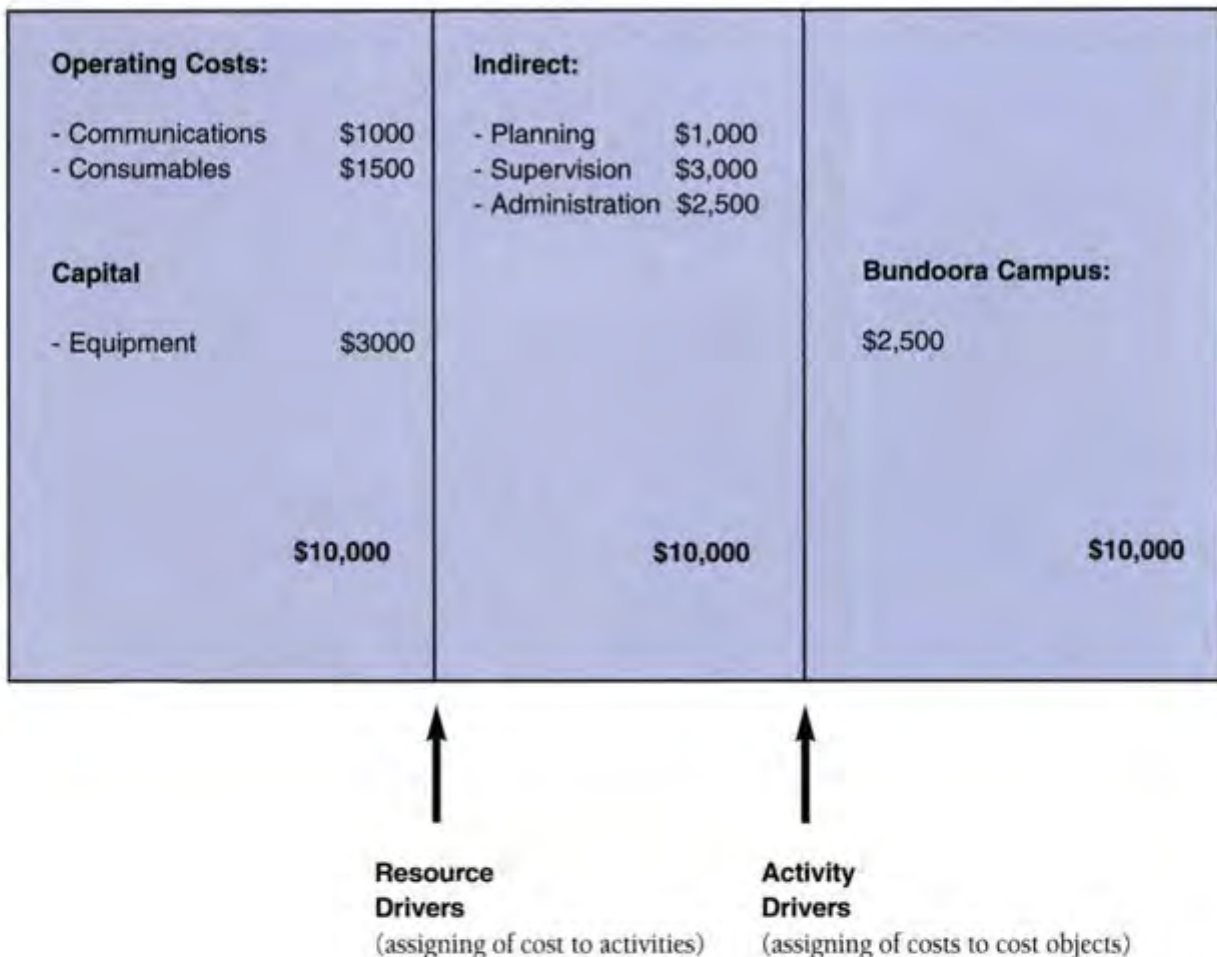 Operating Costs:
- Communications $1000
- Consumables $1500
Capital
- Equipment $3000
$10,000
Indirect:
- Planning $1,000
- Supervision $3,000
- Administration $2,500
$10,000
Bundoora Campus:
$2,500
$10,000
Resource
Drivers
(assigning of cost to activities)
Activity
Drivers
(assigning of costs to cost objects)